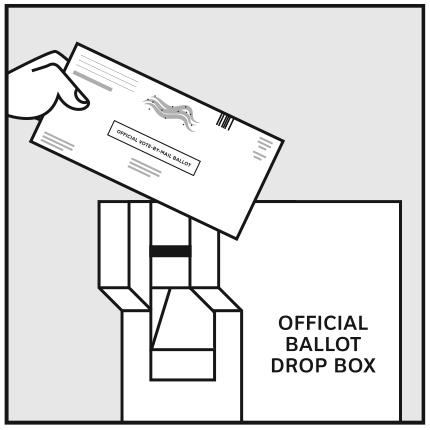 OFFICIAL VOTE-BY-MAIL BALLOT
OFFICIAL
BALLOT
DROP BOX